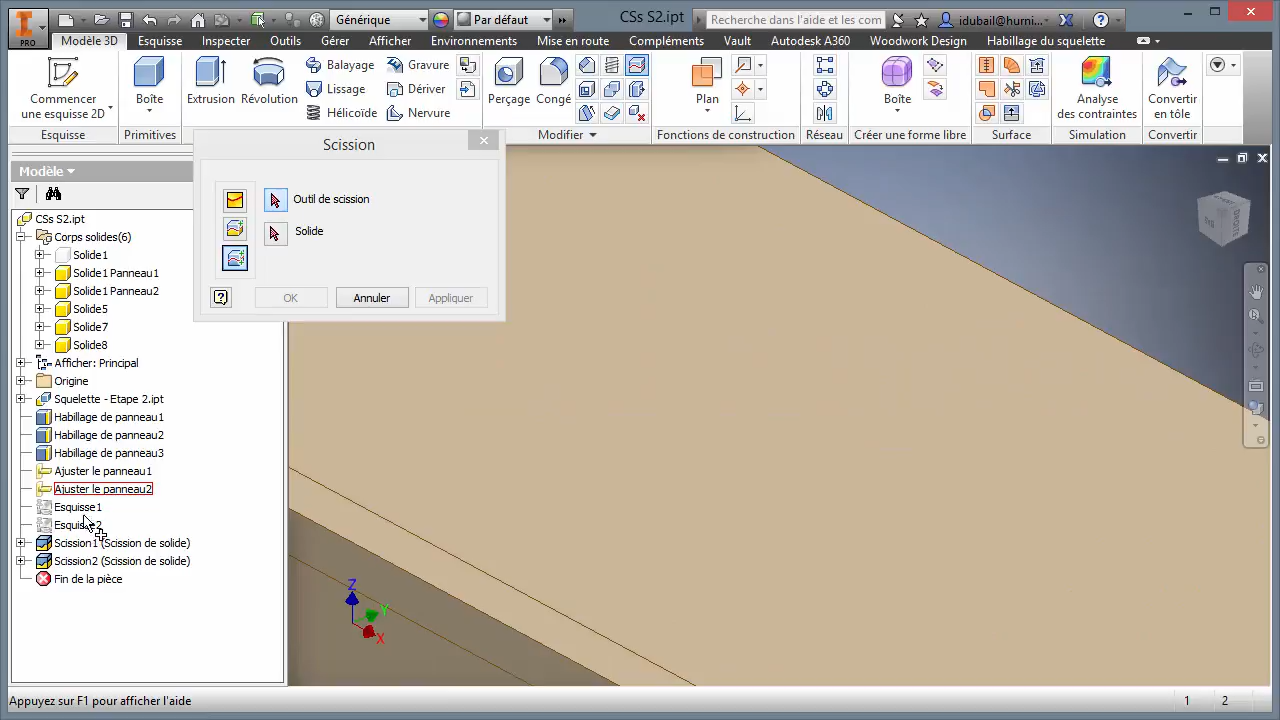 Générique
Par défaut
CSs S2.ipt
Recherche dans l'aide et les com
idubail@hurni...
PRO
Modèle 3D
Esquisse
Inspecter
Outils
Gérer
Afficher
Environnements
Mise en route
Compléments
Vault
Autodesk A360
Woodwork Design
Habillage du squelette
Commencer
une esquisse 2D
Boîte
Extrusion
Révolution
Balayage
Lissage
Hélicoïde
Gravure
Dériver
Nervure
Perçage
Congé
Plan
Boîte
Analyse
des contraintes
Convertir
en tôle
Esquisse
Primitives
Modifier
Fonctions de construction
Réseau
Créer une forme libre
Surface
Simulation
Convertir
Scission
Outil de scission
Solide
OK
Annuler
Appliquer
Modèle
CSs S2.ipt
Corps solides(6)
Solide1
Solide1 Panneau1
Solide1 Panneau2
Solide5
Solide7
Solide8
Afficher: Principal
Origine
Squelette - Etape 2.ipt
Habillage de panneau1
Habillage de panneau2
Habillage de panneau3
Ajuster le panneau1
Ajuster le panneau2
Esquisse1
Esquisse2
Scission1 (Scission de solide)
Scission2 (Scission de solide)
Fin de la pièce
Z
Y
X
Appuyez sur F1 pour afficher l'aide
1
2